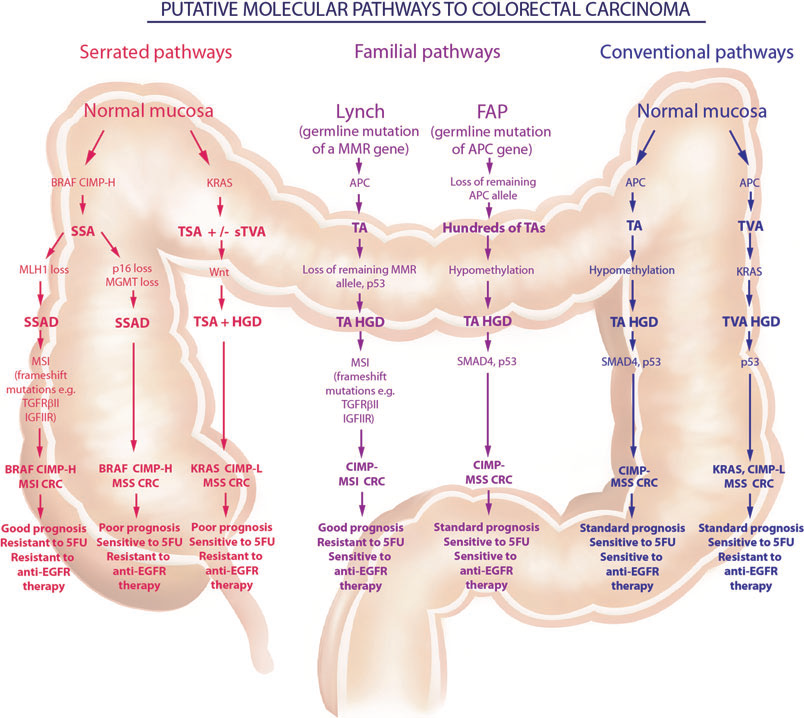 PUTATIVE MOLECULAR PATHWAYS TO COLORECTAL CARCINOMA
Serrated pathways
Normal mucosa
BRAF CIMP-H
SSA
MLH1 loss
SSAD
MSI
(frameshift
mutations e.g.
TGFRβII
IGFIIR)
BRAF CIMP-H
MSI CRC
Good prognosis
Resistant to 5FU
Resistant to
anti-EGFR
therapy
p16 loss
MGMT loss
SSAD
BRAF CIMP-H
MSS CRC
Poor prognosis
Sensitive to 5FU
Resistant to
anti-EGFR
therapy
KRAS
TSA +/- sTVA
Wnt
TSA + HGD
KRAS CIMP-L
MSS CRC
Poor prognosis
Sensitive to 5FU
Resistant to
anti-EGFR
therapy
Familial pathways
Lynch
(germline mutation
of a MMR gene)
APC
TA
Loss of remaining MMR
allele, p53
TA HGD
MSI
(frameshift
mutations e.g.
TGFRβII
IGFIIR)
CIMP-
MSI CRC
Good prognosis
Resistant to 5FU
Sensitive to
anti-EGFR
therapy
FAP
(germline mutation
of APC gene)
Loss of remaining
APC allele
Hundreds of TAs
Hypomethylation
TA HGD
SMAD4, p53
CIMP-
MSS CRC
Standard prognosis
Sensitive to 5FU
Sensitive to
anti-EGFR
therapy
Conventional pathways
Normal mucosa
APC
TA
Hypomethylation
TA HGD
SMAD4, p53
CIMP-
MSS CRC
Standard prognosis
Sensitive to 5FU
Sensitive to
anti-EGFR
therapy
APC
TVA
KRAS
TVA HGD
p53
KRAS, CIMP-L
MSS CRC
Standard prognosis
Sensitive to 5FU
Resistant to
anti-EGFR
therapy